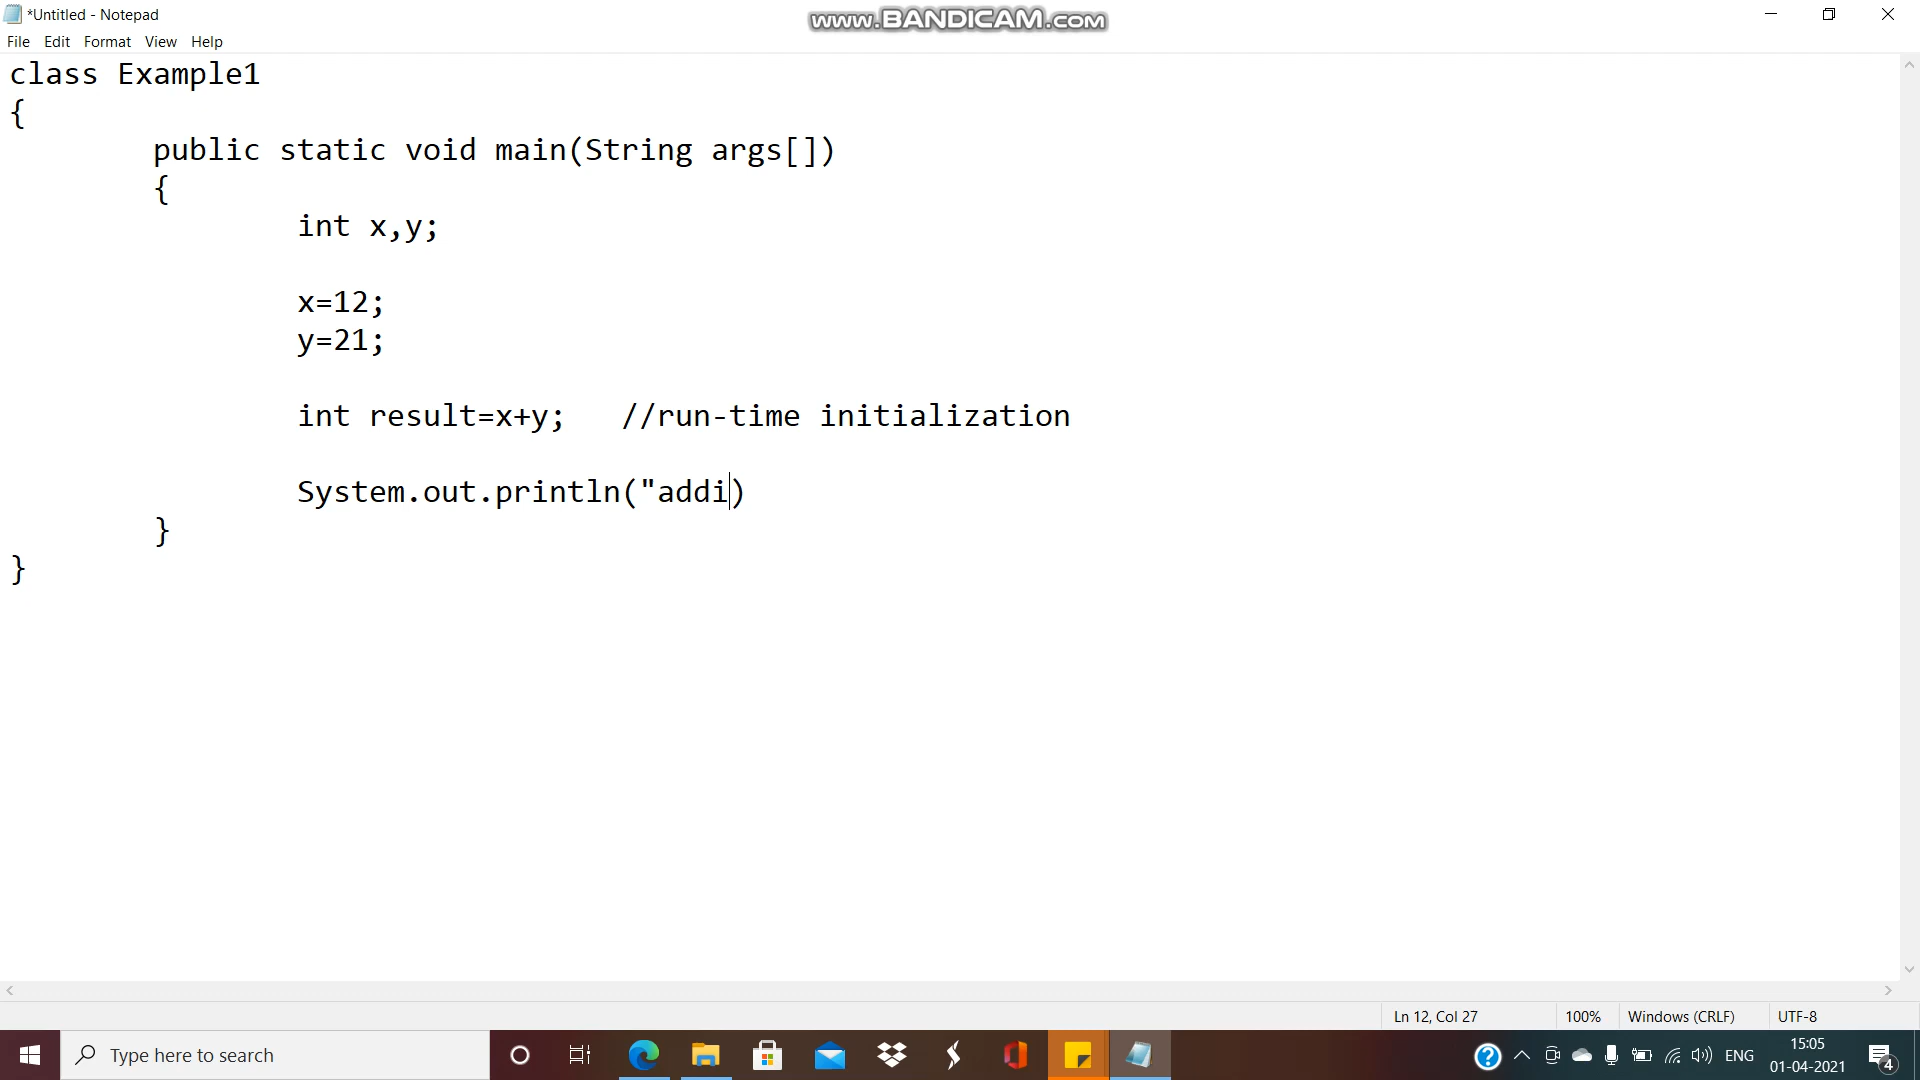 *Untitled - Notepad
www.BANDICAM.com
File Edit Format View Help
class Example1
{
public static void main(String args[])
{
int x,y;
x=12;
y=21;
int result=x+y; //run-time initialization
System.out.println("addi)
}
}
Ln 12, Col 27 100% Windows (CRLF) UTF-8
Type here to search
ENG
15:05
01-04-2021
4